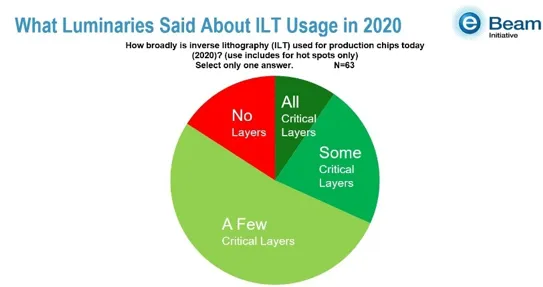 What Luminaries Said About ILT Usage in 2020
e Beam
Initiative
How broadly is inverse lithography (ILT) used for production chips today
(2020)? (use includes for hot spots only)
Select only one answer. N=63
No
Layers
All
Critical
Layers
Some
Critical
Layers
A Few
Critical Layers